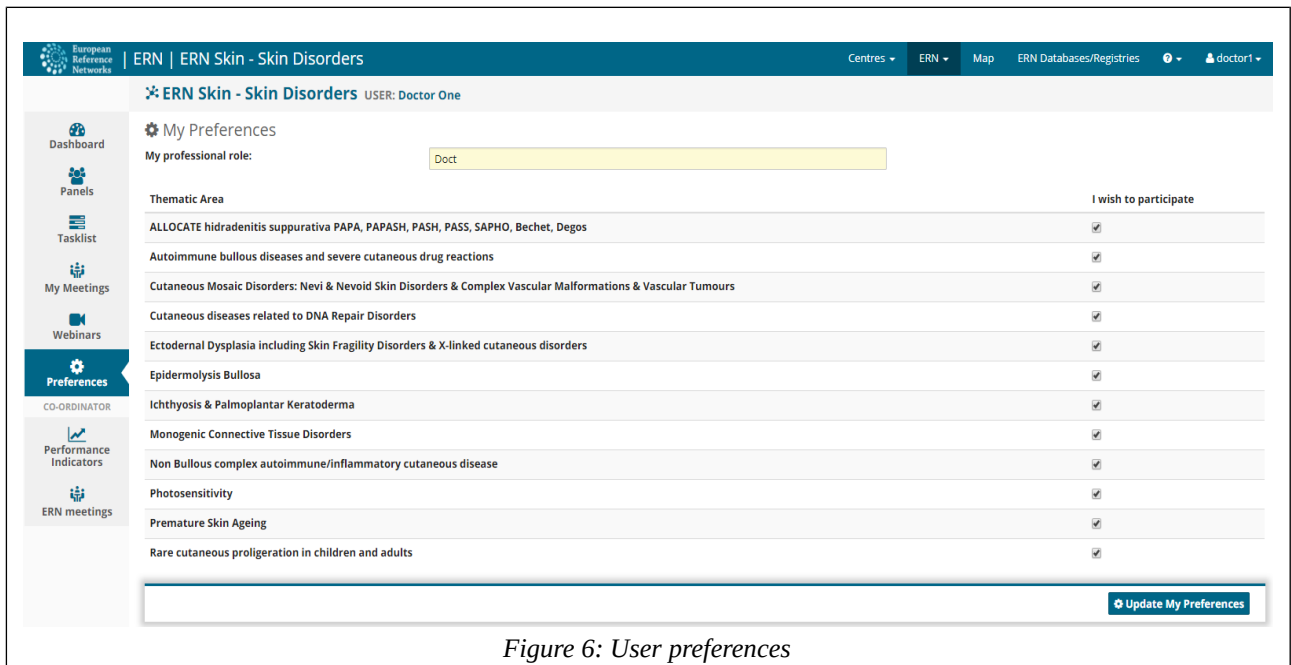 European
Reference
Networks
| ERN | ERN Skin - Skin Disorders
Centres ERN Map ERN Databases/Registries ? doctor1
ERN Skin - Skin Disorders USER: Doctor One
Dashboard
Panels
Tasklist
My Meetings
Webinars
Preferences
CO-ORDINATOR
Performance
Indicators
ERN meetings
My Preferences
My professional role: Doct
Thematic Area I wish to participate
ALLOCATE hidradenitis suppurativa PAPA, PAPASH, PASH, PASS, SAPHO, Bechet, Degos
Autoimmune bullous diseases and severe cutaneous drug reactions
Cutaneous Mosaic Disorders: Nevi & Nevoid Skin Disorders & Complex Vascular Malformations & Vascular Tumours
Cutaneous diseases related to DNA Repair Disorders
Ectodernal Dysplasia including Skin Fragility Disorders & X-linked cutaneous disorders
Epidermolysis Bullosa
Ichthyosis & Palmoplantar Keratoderma
Monogenic Connective Tissue Disorders
Non Bullous complex autoimmune/inflammatory cutaneous disease
Photosensitivity
Premature Skin Ageing
Rare cutaneous proligeration in children and adults
Update My Preferences
Figure 6: User preferences